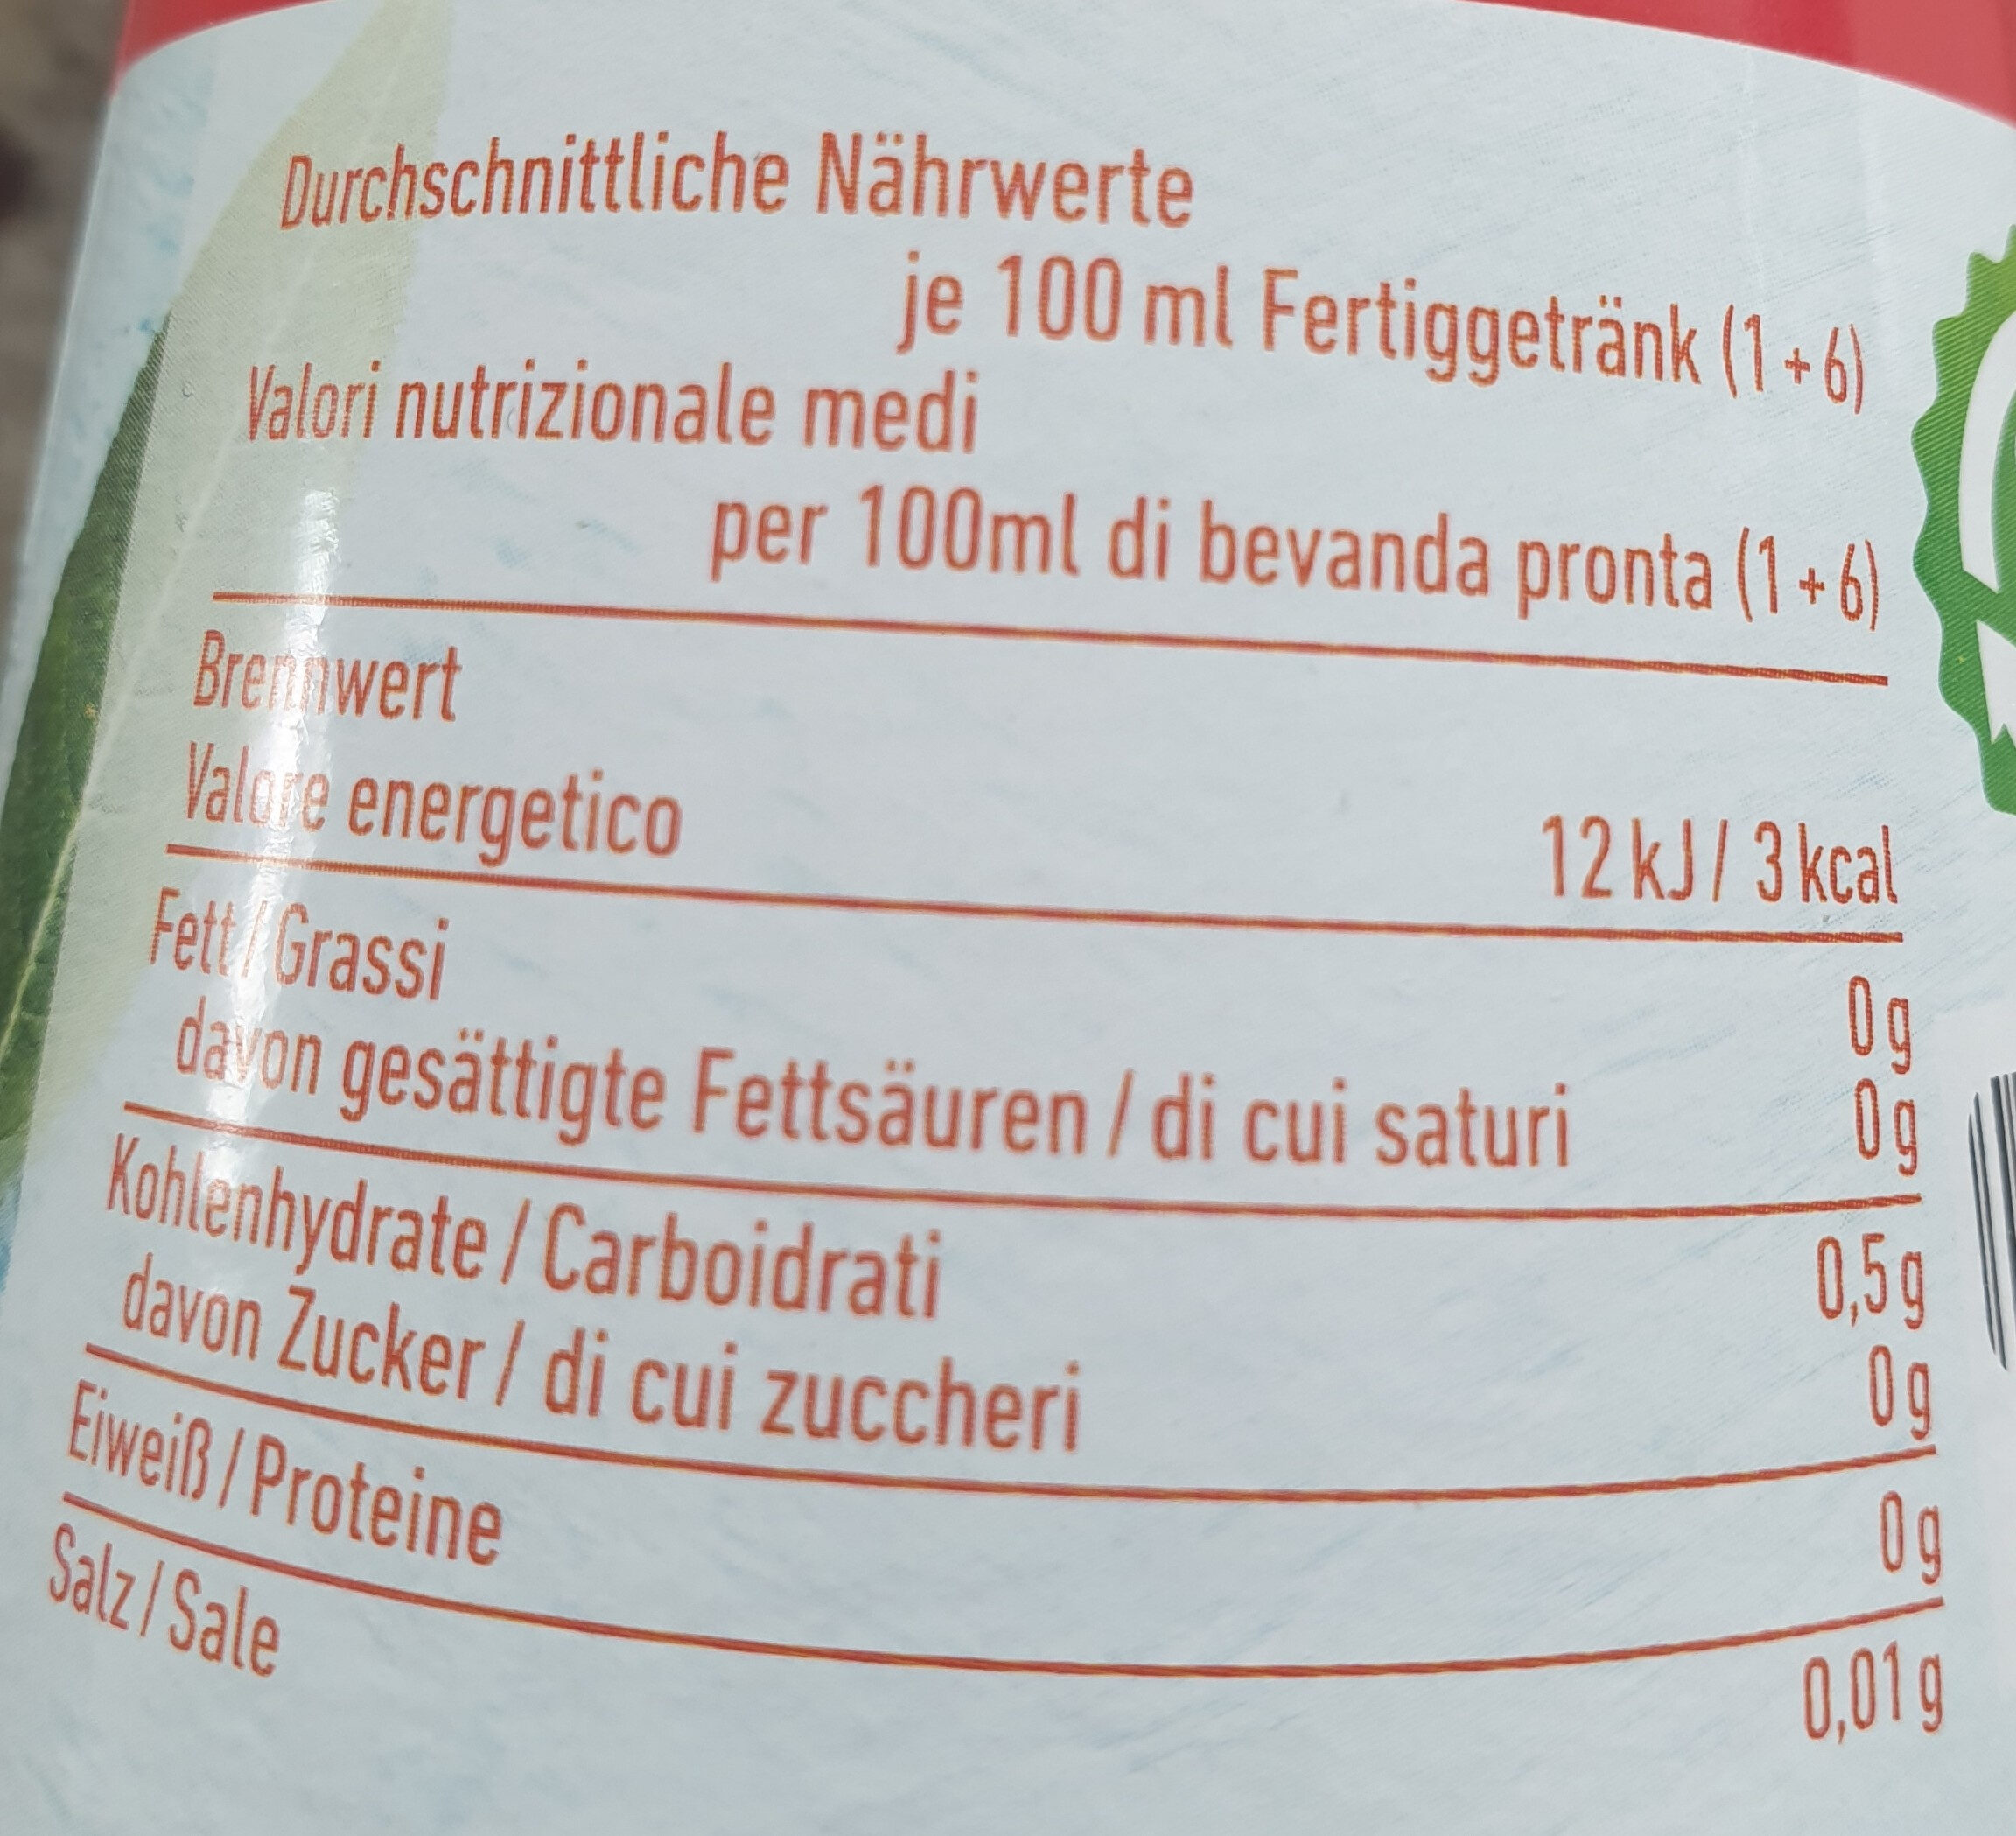 Durchschnittliche Nährwerte
je 100 ml Fertiggetränk (1+6)
Valori nutrizionale medi
per 100ml di bevanda pronta (1+6)
Brennwert
Valore energetico 12 kJ / 3 kcal
Fett / Grassi 0 g
davon gesättigte Fettsäuren / di cui saturi 0 g
Kohlenhydrate / Carboidrati 0,5 g
davon Zucker / di cui zuccheri 0 g
Eiweiß / Proteine 0 g
Salz / Sale 0,01 g